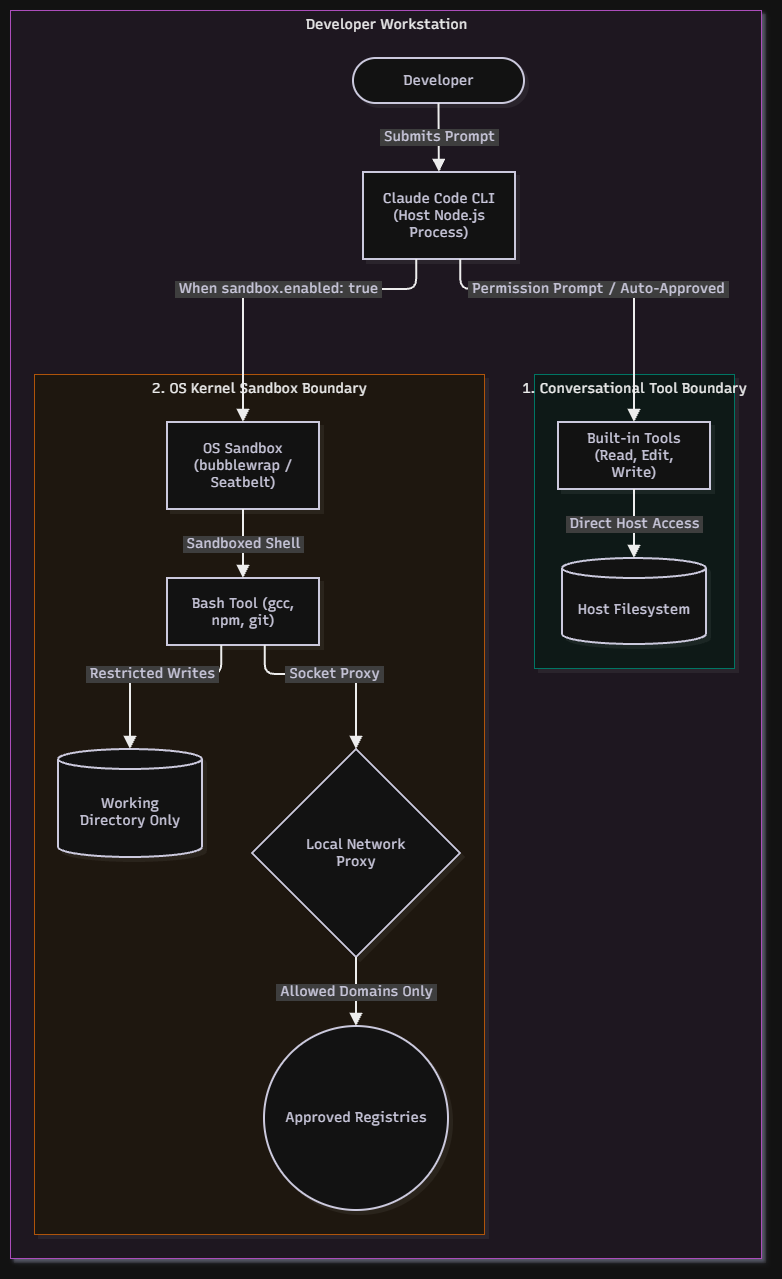 Developer Workstation
Developer
Submits Prompt
Claude Code CLI
(Host Node.js
Process)
When sandbox.enabled: true
Permission Prompt / Auto-Approved
2. OS Kernel Sandbox Boundary
OS Sandbox
(bubblewrap /
Seatbelt)
Sandboxed Shell
Bash Tool (gcc,
npm, git)
Restricted Writes
Socket Proxy
Working
Directory Only
Local Network
Proxy
Allowed Domains Only
Approved Registries
1. Conversational Tool Boundary
Built-in Tools
(Read, Edit,
Write)
Direct Host Access
Host Filesystem